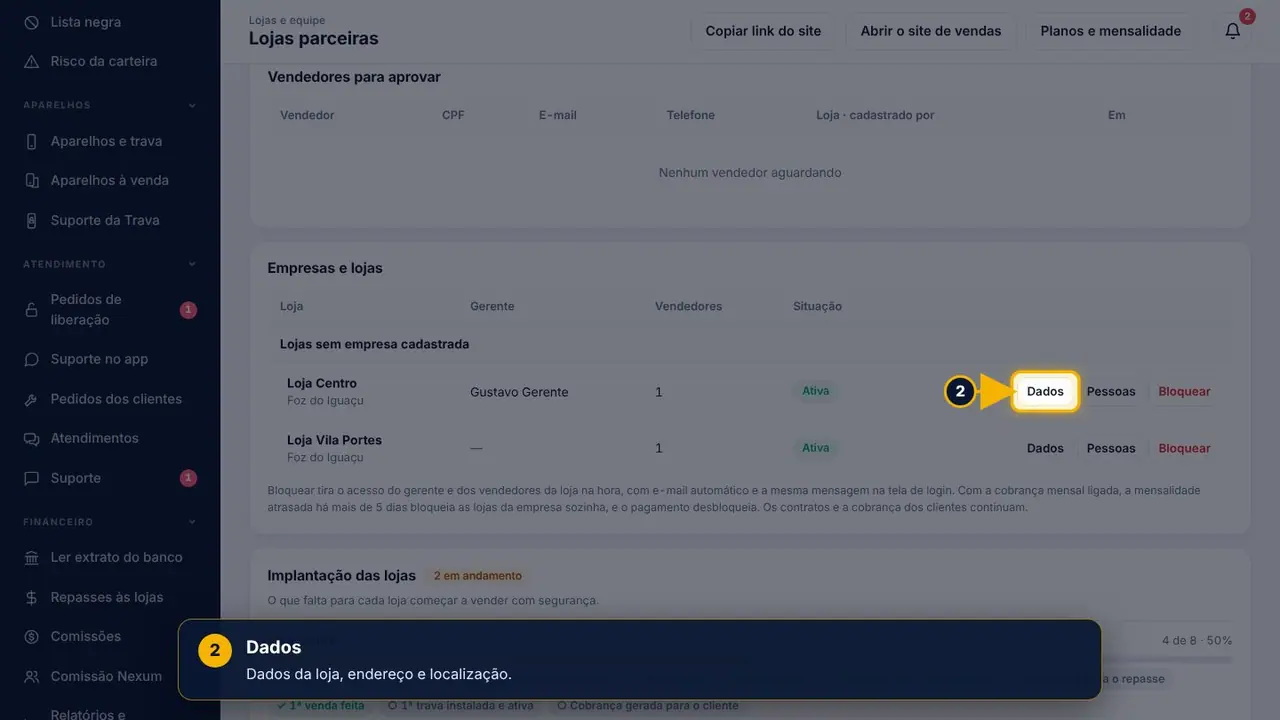 Lista negra
Risco da carteira
APARELHOS
Aparelhos e trava
Aparelhos à venda
Suporte da Trava
ATENDIMENTO
Pedidos de
liberação
1
Suporte no app
Pedidos dos clientes
Atendimentos
Suporte
1
FINANCEIRO
Ler extrato do banco
Repasses às lojas
Comissões
Comissão Nexum
Relatórios e
Lojas e equipe
Lojas parceiras
Copiar link do site
Abrir o site de vendas
Planos e mensalidade
2
Vendedores para aprovar
Vendedor CPF E-mail Telefone Loja · cadastrado por Em
Nenhum vendedor aguardando
Empresas e lojas
Loja Gerente Vendedores Situação
Lojas sem empresa cadastrada
Loja Centro
Foz do Iguaçu
Gustavo Gerente 1 Ativa 2 Dados Pessoas Bloquear
Loja Vila Portes
Foz do Iguaçu
— 1 Ativa Dados Pessoas Bloquear
Bloquear tira o acesso do gerente e dos vendedores da loja na hora, com e-mail automático e a mesma mensagem na tela de login. Com a cobrança mensal ligada, a mensalidade
atrasada há mais de 5 dias bloqueia as lojas da empresa sozinha, e o pagamento desbloqueia. Os contratos e a cobrança dos clientes continuam.
Implantação das lojas 2 em andamento
O que falta para cada loja começar a vender com segurança.
4 de 8 · 50%
2 Dados
Dados da loja, endereço e localização.
o repasse
✓ 1ª venda feita
1ª trava instalada e ativa
Cobrança gerada para o cliente